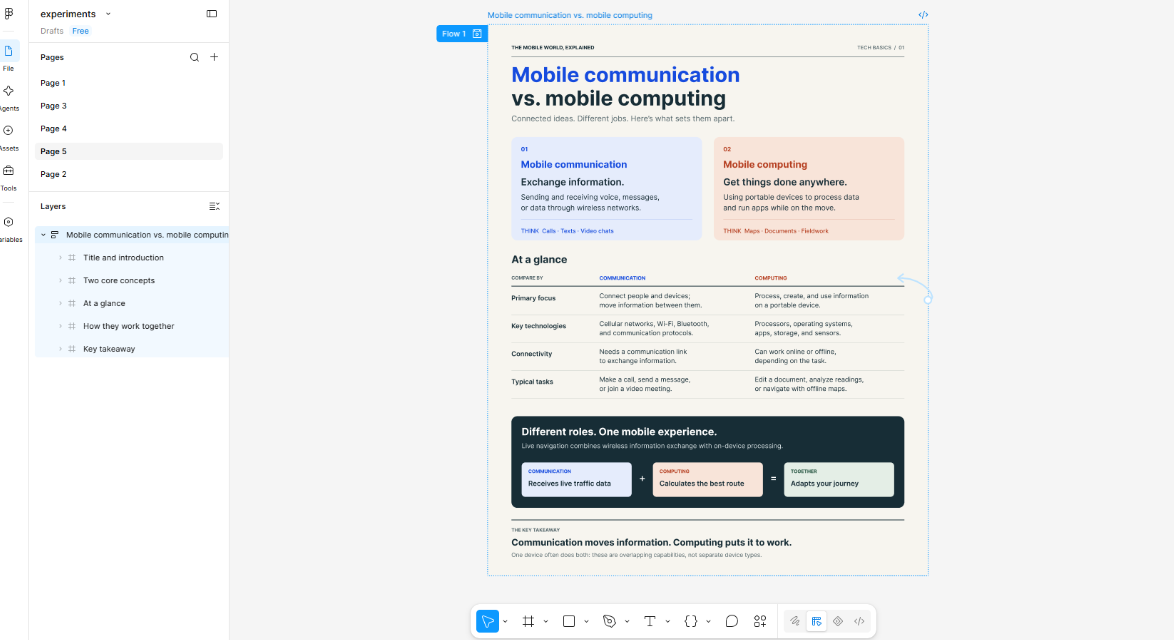 experiments
Drafts Free
Pages
Page 1
Page 3
Page 4
Page 5
Page 2
Layers
Mobile communication vs. mobile computin
Title and introduction
Two core concepts
At a glance
How they work together
Key takeaway
File
Agents
Assets
Tools
ariables
Mobile communication vs. mobile computing
Flow 1
THE MOBILE WORLD, EXPLAINED
TECH BASICS / 01
Mobile communication
vs. mobile computing
Connected ideas. Different jobs. Here's what sets them apart.
01
Mobile communication
Exchange information.
Sending and receiving voice, messages,
or data through wireless networks.
THINK Calls · Texts · Video chats
02
Mobile computing
Get things done anywhere.
Using portable devices to process data
and run apps while on the move.
THINK Maps · Documents · Fieldwork
At a glance
COMPARE BY COMMUNICATION COMPUTING
Primary focus
Connect people and devices;
move information between them.
Process, create, and use information
on a portable device.
Key technologies
Cellular networks, Wi-Fi, Bluetooth,
and communication protocols.
Processors, operating systems,
apps, storage, and sensors.
Connectivity
Needs a communication link
to exchange information.
Can work online or offline,
depending on the task.
Typical tasks
Make a call, send a message,
or join a video meeting.
Edit a document, analyze readings,
or navigate with offline maps.
Different roles. One mobile experience.
Live navigation combines wireless information exchange with on-device processing.
COMMUNICATION
Receives live traffic data
+
COMPUTING
Calculates the best route
=
TOGETHER
Adapts your journey
THE KEY TAKEAWAY
Communication moves information. Computing puts it to work.
One device often does both: these are overlapping capabilities, not separate device types.